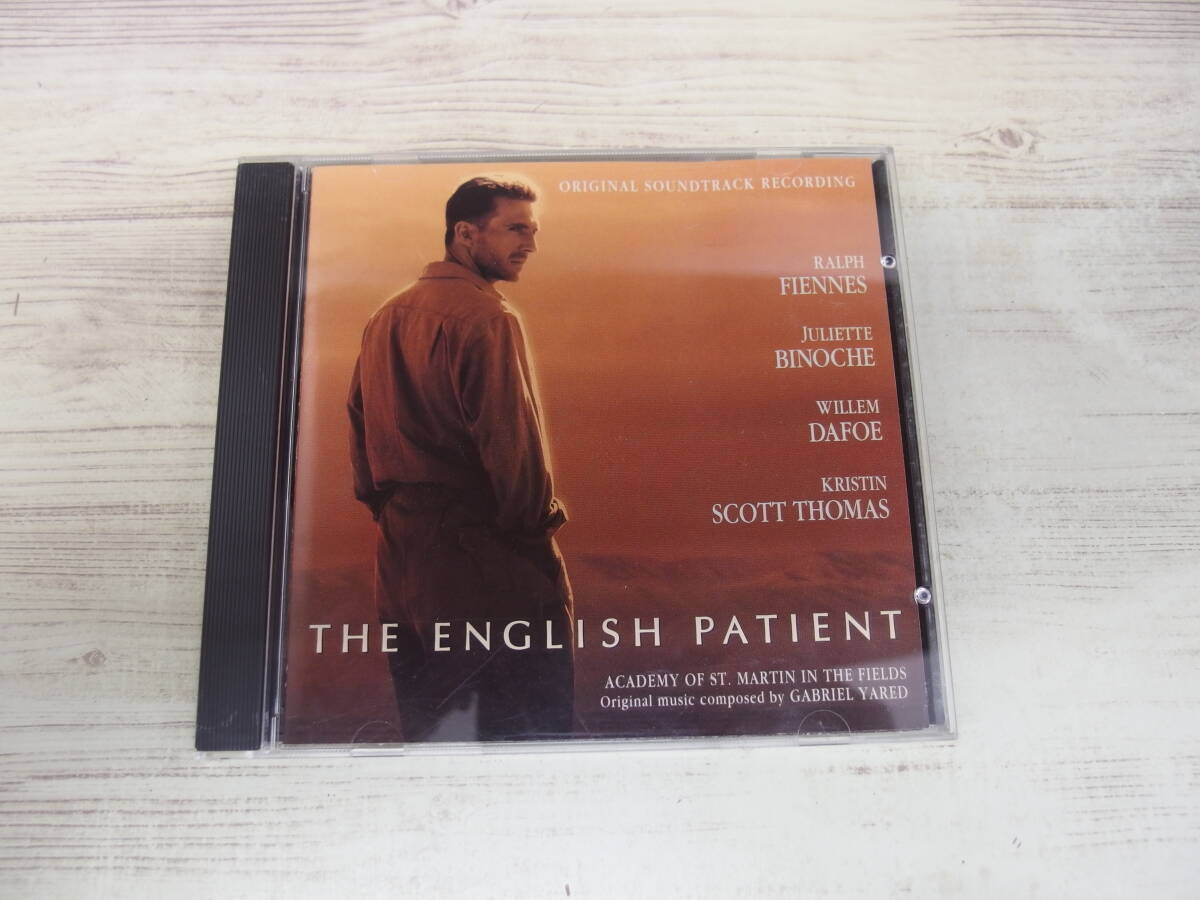 ORIGINAL SOUNDTRACK RECORDING
RALPH
FIENNES
JULIETTE
BINOCHE
WILLEM
DAFOE
KRISTIN
SCOTT THOMAS
THE ENGLISH PATIENT
ACADEMY OF ST. MARTIN IN THE FIELDS
Original music composed by GABRIEL YARED